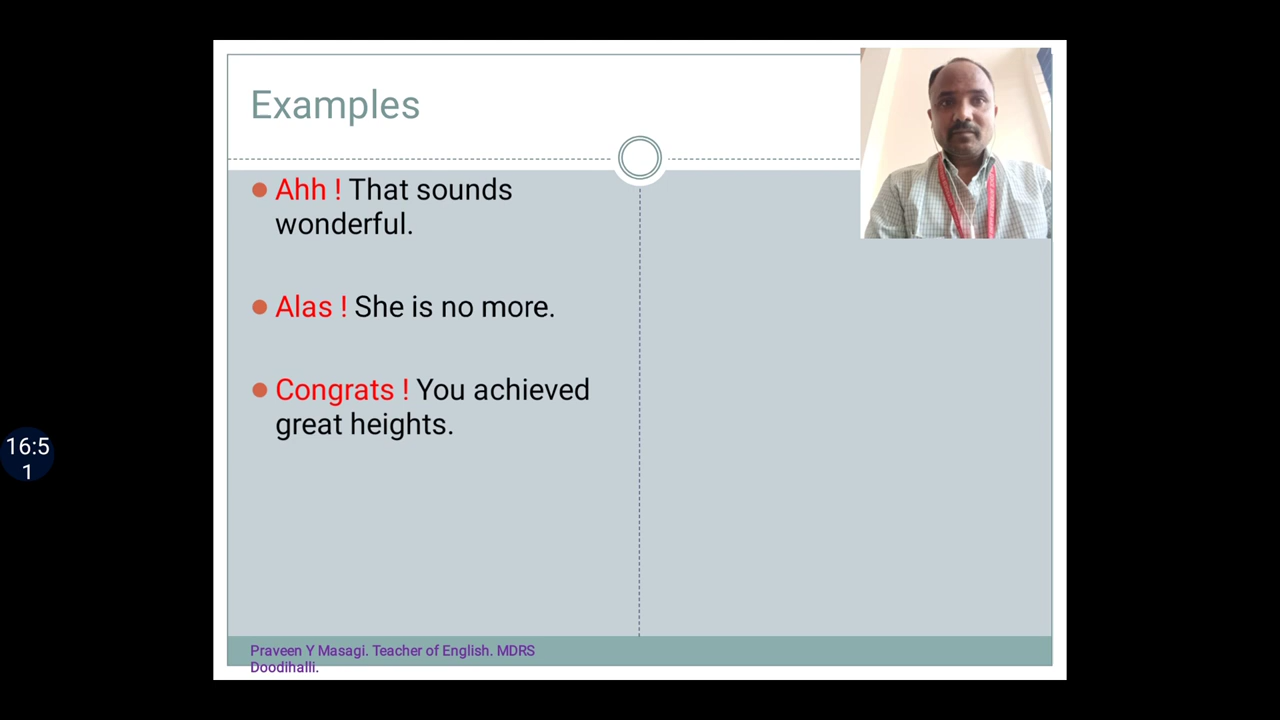 Examples
Ahh ! That sounds
wonderful.
Alas ! She is no more.
Congrats ! You achieved
great heights.
16:5
1
Praveen Y Masagi. Teacher of English. MDRS
Doodihalli.